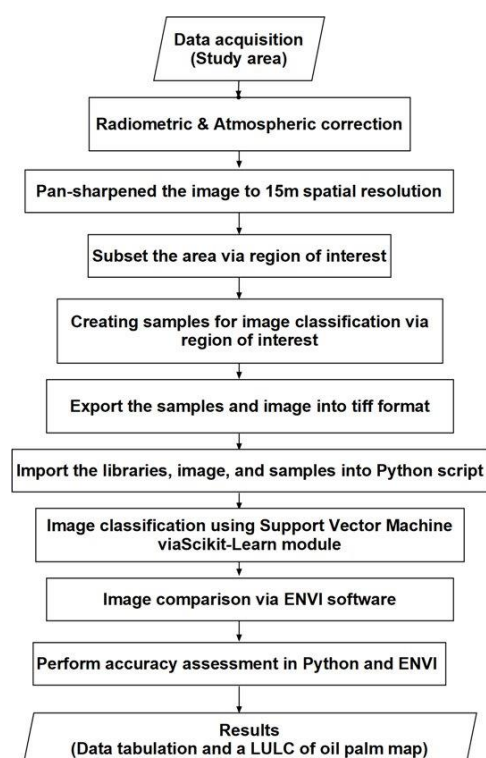 Data acquisition
(Study area)
Radiometric & Atmospheric correction
Pan-sharpened the image to 15m spatial resolution
Subset the area via region of interest
Creating samples for image classification via
region of interest
Export the samples and image into tiff format
Import the libraries, image, and samples into Python script
Image classification using Support Vector Machine
viaScikit-Learn module
Image comparison via ENVI software
Perform accuracy assessment in Python and ENVI
Results
(Data tabulation and a LULC of oil palm map)